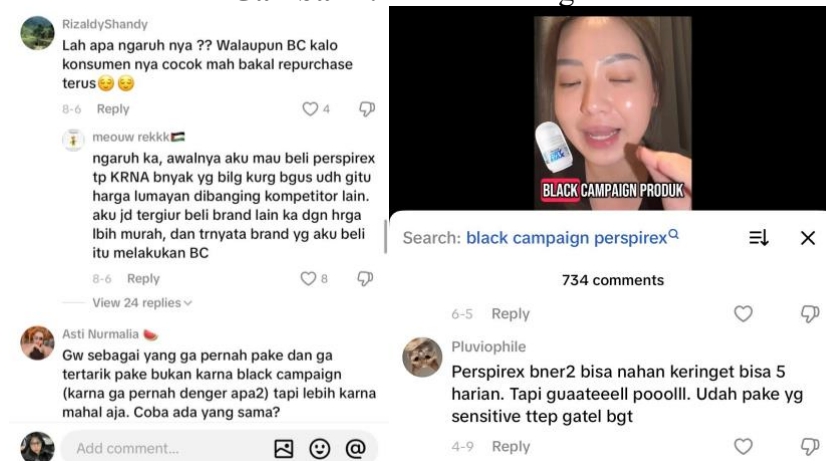 RizaldyShandy
Lah apa ngaruh nya ?? Walaupun BC kalo
konsumen nya cocok mah bakal repurchase
terus😌😌
8-6 Reply 4
meouw rekkk🇵🇸
ngaruh ka, awalnya aku mau beli perspirex
tp KRNA bnyak yg bilg kurg bgus udh gitu
harga lumayan dibanging kompetitor lain.
aku jd tergiur beli brand lain ka dgn hrga
lbih murah, dan trnyata brand yg aku beli
itu melakukan BC
8-6 Reply 8
View 24 replies
Asti Nurmalia 🍉
Gw sebagai yang ga pernah pake dan ga
tertarik pake bukan karna black campaign
(karna ga pernah denger apa2) tapi lebih karna
mahal aja. Coba ada yang sama?
Add comment...
BLACK CAMPAIGN PRODUK
Search: black campaign perspirex
734 comments
6-5 Reply
Pluviophile
Perspirex bner2 bisa nahan keringet bisa 5
harian. Tapi guaateeell pooolll. Udah pake yg
sensitive ttep gatel bgt
4-9 Reply